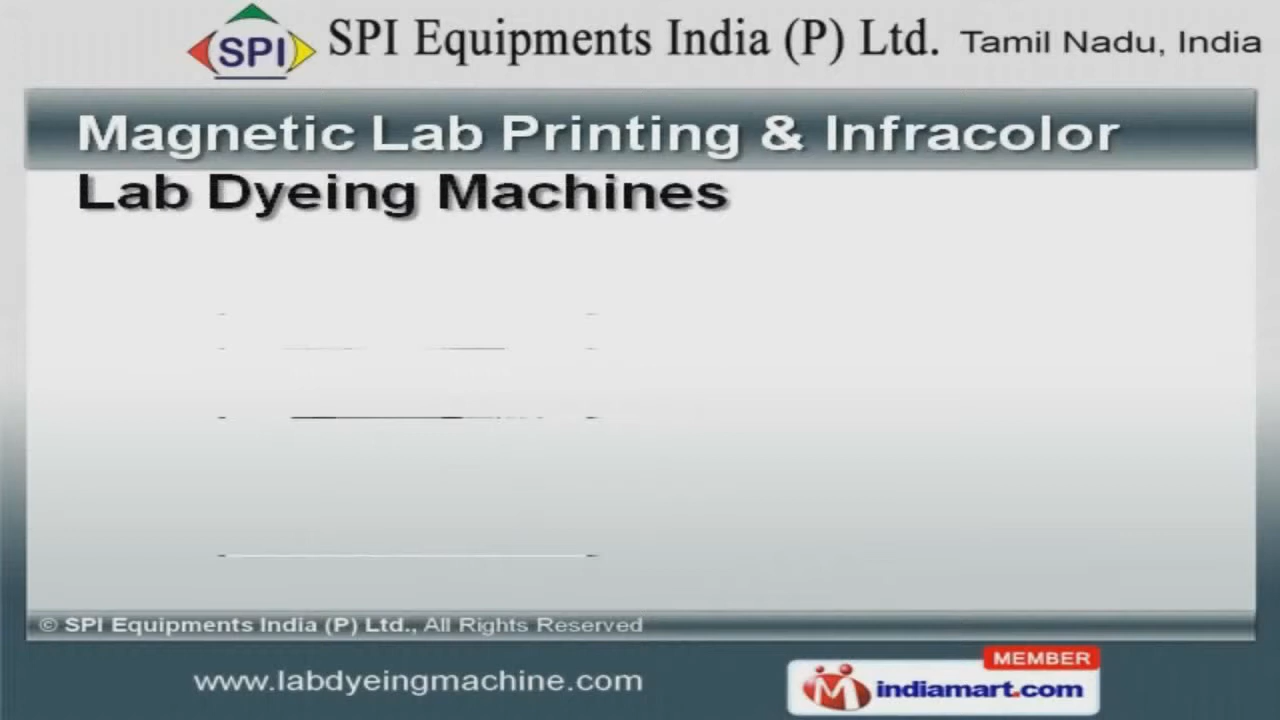 SPI
SPI Equipments India (P) Ltd. Tamil Nadu, India
Magnetic Lab Printing & Infracolor
Lab Dyeing Machines
© SPI Equipments India (P) Ltd., All Rights Reserved
www.labdyeingmachine.com
MEMBER
indiamart.com